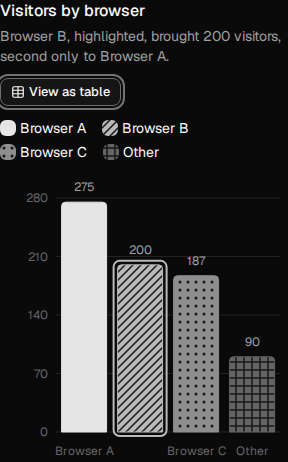 Visitors by browser
Browser B, highlighted, brought 200 visitors,
second only to Browser A.
View as table
Browser A Browser B
Browser C Other
275
280
200
210
187
140
90
70
0
Browser A Browser C Other